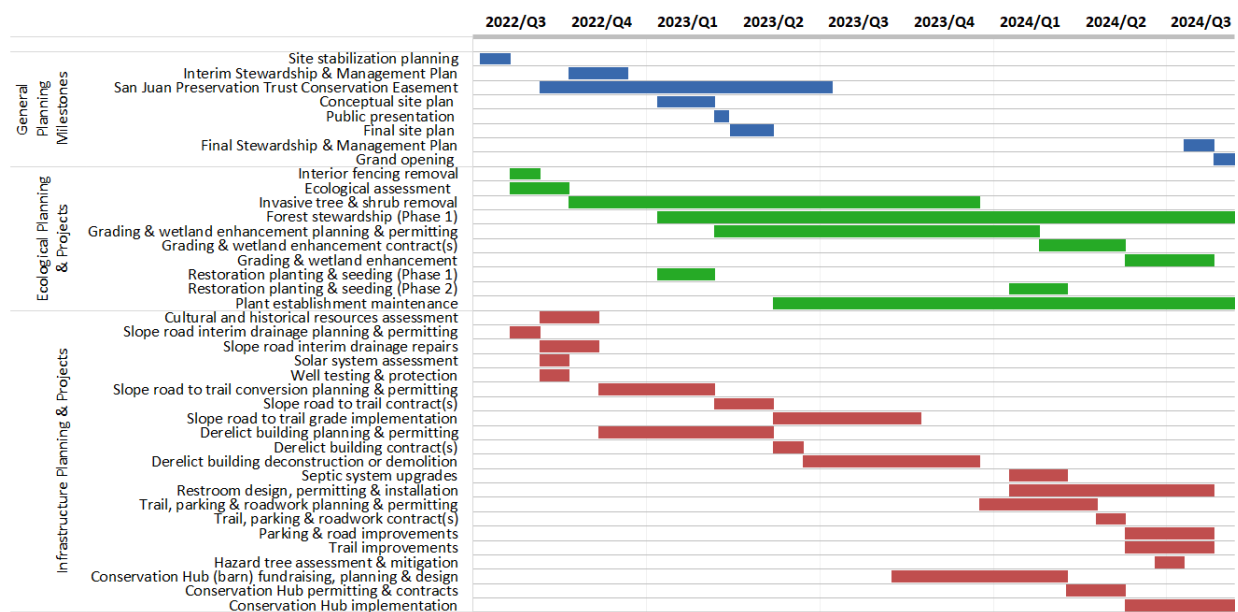 2022/Q3 2022/Q4 2023/Q1 2023/Q2 2023/Q3 2023/Q4 2024/Q1 2024/Q2 2024/Q3
General
Planning
Milestones
Site stabilization planning
Interim Stewardship & Management Plan
San Juan Preservation Trust Conservation Easement
Conceptual site plan
Public presentation
Final site plan
Final Stewardship & Management Plan
Grand opening
Ecological Planning
& Projects
Interior fencing removal
Ecological assessment
Invasive tree & shrub removal
Forest stewardship (Phase 1)
Grading & wetland enhancement planning & permitting
Grading & wetland enhancement contract(s)
Grading & wetland enhancement
Restoration planting & seeding (Phase 1)
Restoration planting & seeding (Phase 2)
Plant establishment maintenance
Infrastructure Planning & Projects
Cultural and historical resources assessment
Slope road interim drainage planning & permitting
Slope road interim drainage repairs
Solar system assessment
Well testing & protection
Slope road to trail conversion planning & permitting
Slope road to trail contract(s)
Slope road to trail grade implementation
Derelict building planning & permitting
Derelict building contract(s)
Derelict building deconstruction or demolition
Septic system upgrades
Restroom design, permitting & installation
Trail, parking & roadwork planning & permitting
Trail, parking & roadwork contract(s)
Parking & road improvements
Trail improvements
Hazard tree assessment & mitigation
Conservation Hub (barn) fundraising, planning & design
Conservation Hub permitting & contracts
Conservation Hub implementation